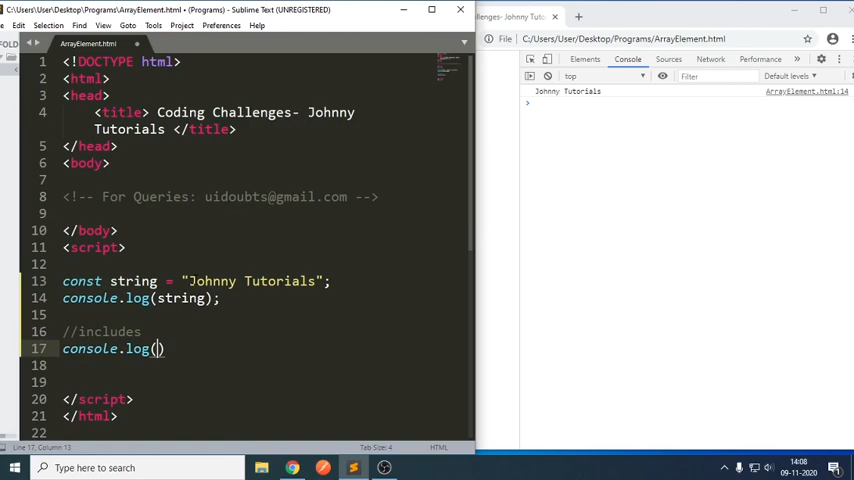 C:\Users\User\Desktop\Programs\ArrayElement.html • (Programs) - Sublime Text (UNREGISTERED)
Edit Selection Find View Goto Tools Project Preferences Help
FOLD
ArrayElement.html
1 <!DOCTYPE html>
2 <html>
3 <head>
4 <title> Coding Challenges- Johnny
Tutorials </title>
5 </head>
6 <body>
7
8 <!-- For Queries: uidoubts@gmail.com -->
9
10 </body>
11 <script>
12
13 const string = "Johnny Tutorials";
14 console.log(string);
15
16 //includes
17 console.log()
18
19
20 </script>
21 </html>
22
Line 17, Column 13
Tab Size: 4
HTML
allenges- Johnny Tuto
File C:/Users/User/Desktop/Programs/ArrayElement.html
Elements Console Sources Network Performance
top
Filter
Default levels
Johnny Tutorials
ArrayElement.html:14
Type here to search
14:08
09-11-2020